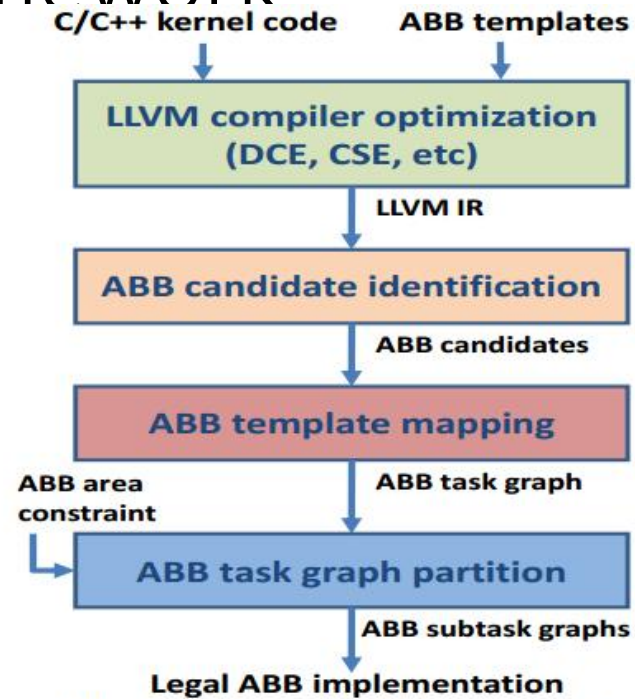 C/C++ kernel code
ABB templates
LLVM compiler optimization
(DCE, CSE, etc)
LLVM IR
ABB candidate identification
ABB candidates
ABB template mapping
ABB area
constraint
ABB task graph
ABB task graph partition
ABB subtask graphs
Legal ABB implementation